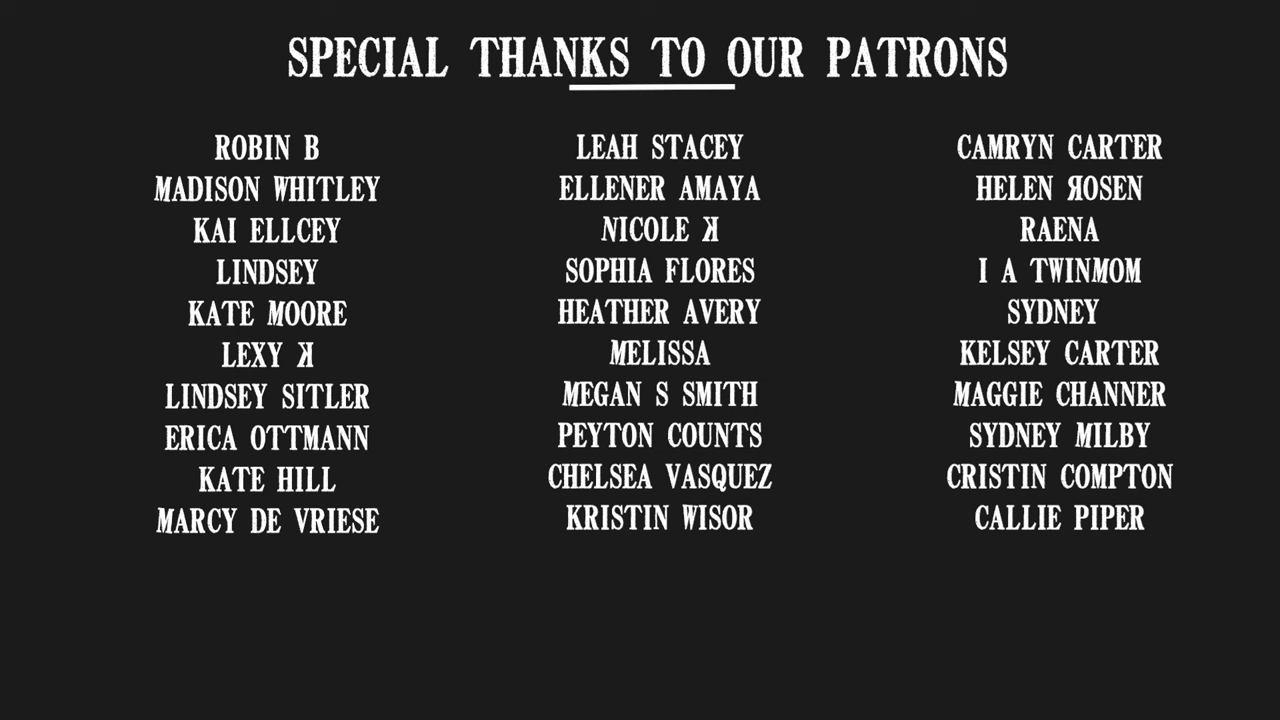 SPECIAL THANKS TO OUR PATRONS
ROBIN B
MADISON WHITLEY
KAI ELLCEY
LINDSEY
KATE MOORE
LEXY K
LINDSEY SITLER
ERICA OTTMANN
KATE HILL
MARCY DE VRIESE
LEAH STACEY
ELLENER AMAYA
NICOLE K
SOPHIA FLORES
HEATHER AVERY
MELISSA
MEGAN S SMITH
PEYTON COUNTS
CHELSEA VASQUEZ
KRISTIN WISOR
CAMRYN CARTER
HELEN ROSEN
RAENA
I A TWINMOM
SYDNEY
KELSEY CARTER
MAGGIE CHANNER
SYDNEY MILBY
CRISTIN COMPTON
CALLIE PIPER